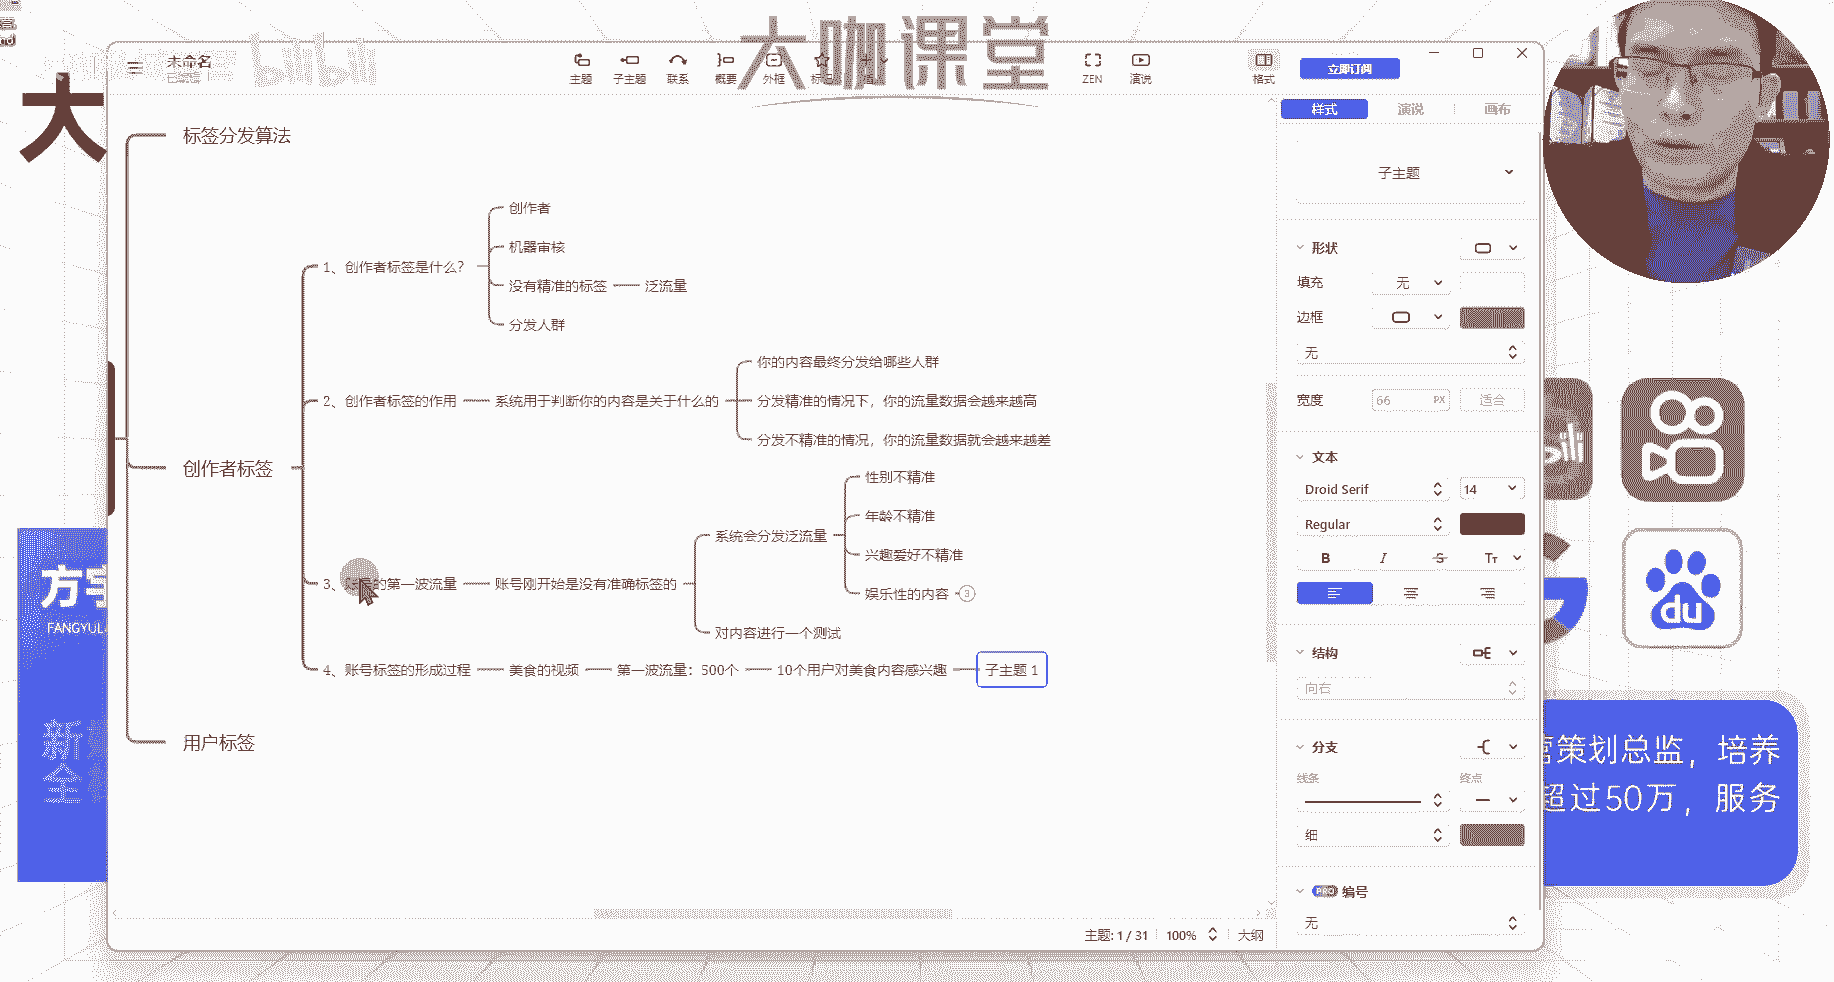 大咖课堂
bilibili
未命名
主题
子主题
联系
概要
外框
ZEN
演说
格式
立即订阅
大
样式
演说
画布
标签分发算法
子主题
创作者
机器审核
1、创作者标签是什么?
没有精准的标签
泛流量
分发人群
形状
填充
无
边框
无
你的内容最终分发给哪些人群
2、创作者标签的作用
系统用于判断你的内容是关于什么的
分发精准的情况下，你的流量数据会越来越高
分发不精准的情况，你的流量数据就会越来越差
宽度
66
PX
适合
创作者标签
文本
性别不精准
Droid Serif
14
年龄不精准
Regular
系统会分发泛流量
兴趣爱好不精准
B I S Tт
3、
的第一波流量
账号刚开始是没有准确标签的
娱乐性的内容
3
对内容进行一个测试
4、账号标签的形成过程
美食的视频
第一波流量：500个
10个用户对美食内容感兴趣
子主题 1
结构
向右
用户标签
分支
线条
终点
细
PRO 编号
无
主题: 1 / 31
100%
大纲
方宇
FANGYUL
新
全
bili
du
营策划总监，培养
超过50万，服务